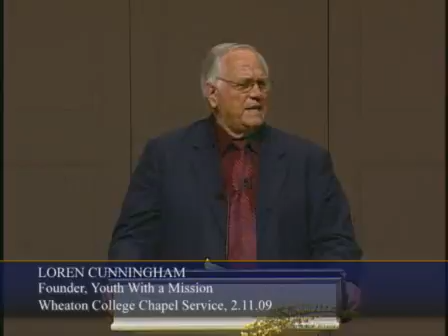 LOREN CUNNINGHAM
Founder, Youth With a Mission
Wheaton College Chapel Service, 2.11.09